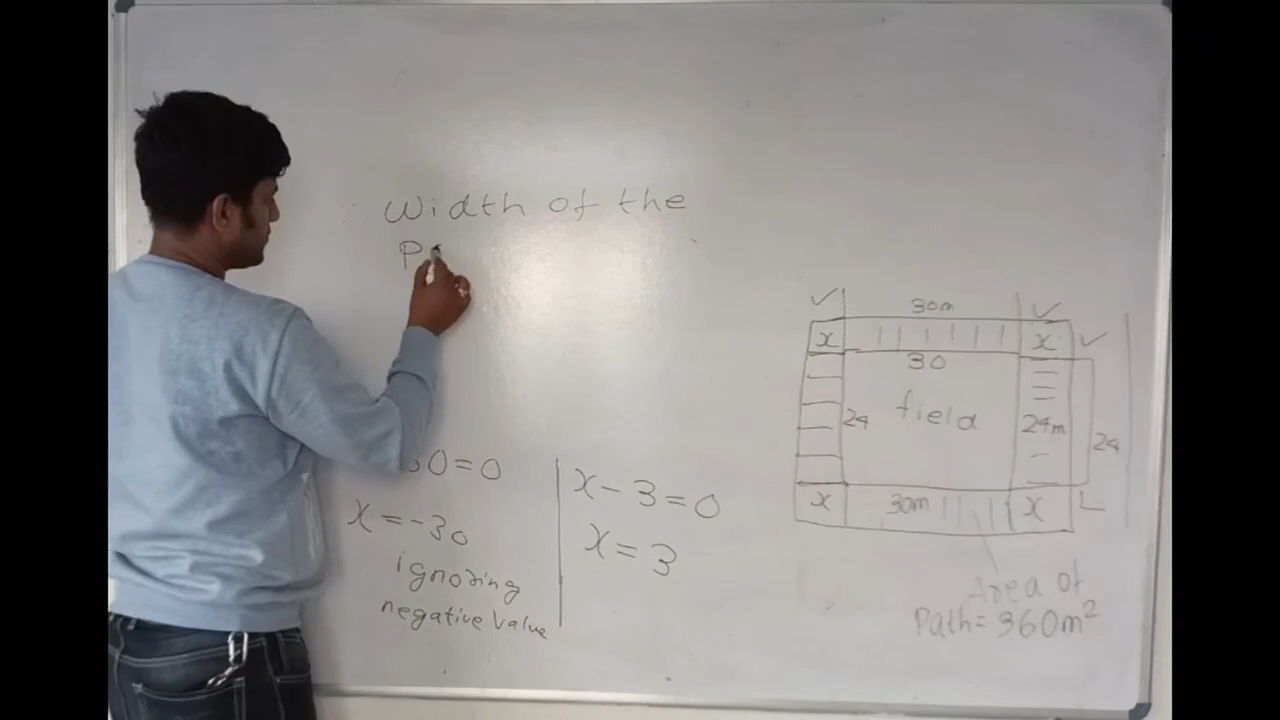 Width of the
P
30=0
x=-30
ignoring
negative value
x-3=0
x=3
30m
x x
30
24 field 24m 24
x 30m x
Area of
Path=360m²